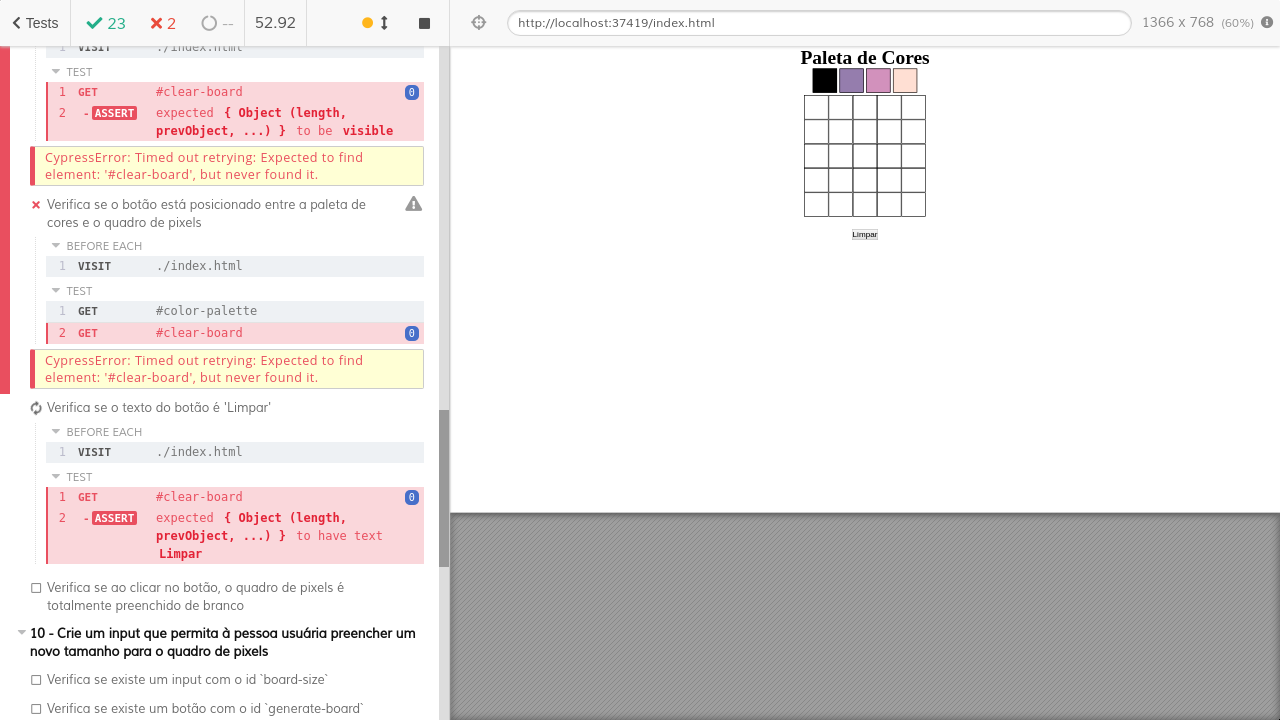 Tests
23
2
--
52.92
http://localhost:37419/index.html
1366 x 768 (60%)
1 VISIT ./index.html
TEST
1 GET #clear-board 0
2 - ASSERT expected { Object (length,
prevObject, ...) } to be visible
CypressError: Timed out retrying: Expected to find
element: '#clear-board', but never found it.
Verifica se o botão está posicionado entre a paleta de
cores e o quadro de pixels
BEFORE EACH
1 VISIT ./index.html
TEST
1 GET #color-palette
2 GET #clear-board 0
CypressError: Timed out retrying: Expected to find
element: '#clear-board', but never found it.
Verifica se o texto do botão é 'Limpar'
BEFORE EACH
1 VISIT ./index.html
TEST
1 GET #clear-board 0
2 - ASSERT expected { Object (length,
prevObject, ...) } to have text
Limpar
Verifica se ao clicar no botão, o quadro de pixels é
totalmente preenchido de branco
10 - Crie um input que permita à pessoa usuária preencher um
novo tamanho para o quadro de pixels
Verifica se existe um input com o id `board-size`
Verifica se existe um botão com o id `generate-board`
Paleta de Cores
Limpar